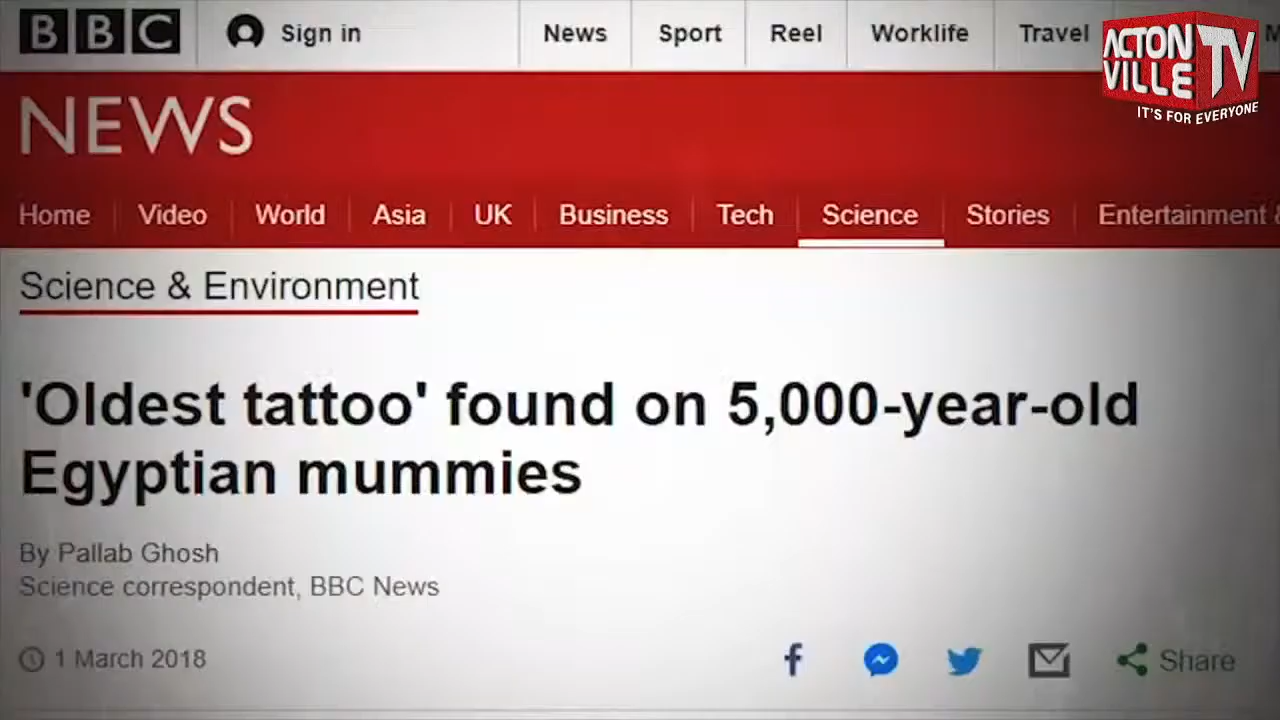 BBC Sign in News Sport Reel Worklife Travel M
ACTON VILLE TV
IT'S FOR EVERYONE
NEWS
Home Video World Asia UK Business Tech Science Stories Entertainment &
Science & Environment
'Oldest tattoo' found on 5,000-year-old
Egyptian mummies
By Pallab Ghosh
Science correspondent, BBC News
1 March 2018 f Share